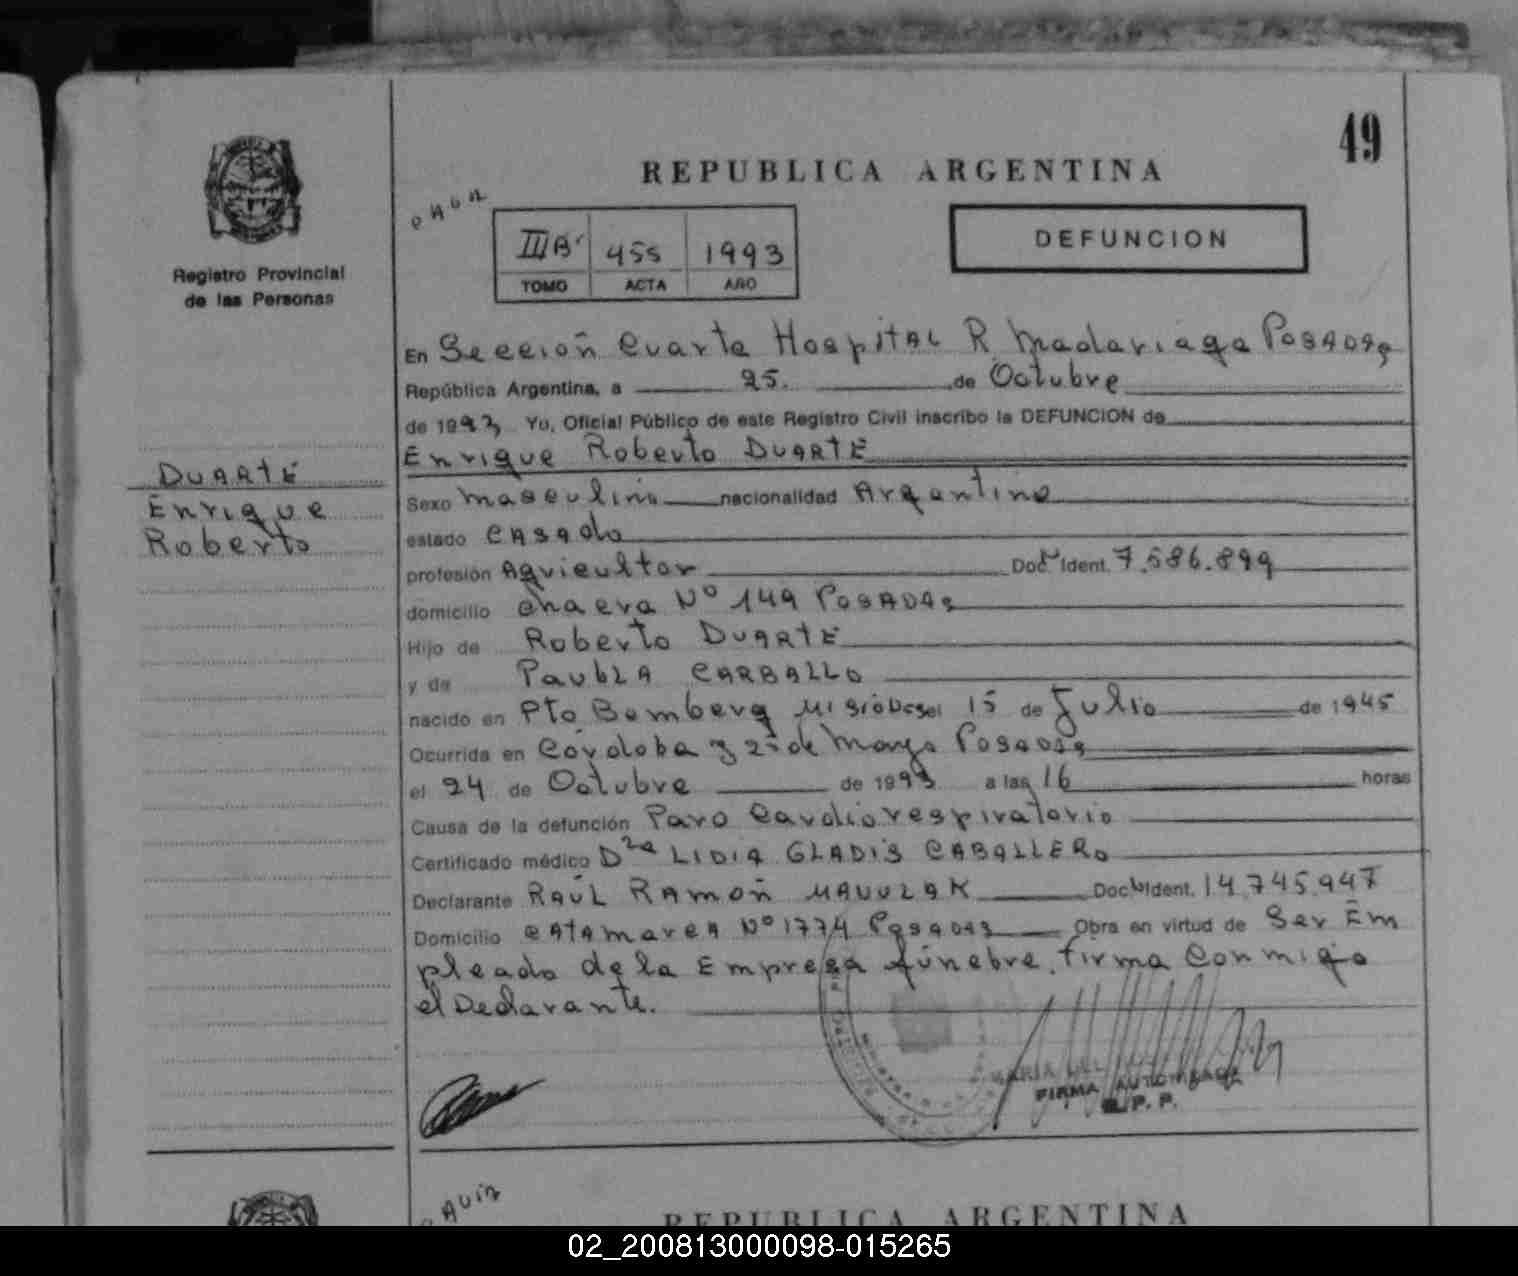 49
REPUBLICA ARGENTINA
IIIB 455 1993
TOMO ACTA AÑO
DEFUNCION
Registro Provincial
de las Personas
DUARTE
Enrique
Roberto
En Sección Cuarta Hospital R. Madariaga Posadas
República Argentina, a 25. de Octubre
de 1993 Yo, Oficial Público de este Registro Civil inscribo la DEFUNCION de
Enrique Roberto DUARTE
Sexo masculino nacionalidad Argentino
estado casado
profesión Agricultor Doc. Ident. 7.586.899
domicilio chacra Nº 149 Posadas
Hijo de Roberto DUARTE
y de Paubla CARBALLO
nacido en Pto Bemberg Misiones el 15 de Julio de 1945
Ocurrida en Córdoba y 25 de Mayo Posadas
el 24 de Octubre de 1993 a las 16 horas
Causa de la defunción Paro Cardiorespiratorio
Certificado médico Dra LIDIA GLADIS CABALLERO
Declarante RAÚL RAMÓN Doc. Ident. 14.745.947
Domicilio Catamarca Nº 1774 Posadas Obra en virtud de Ser Em
pleado de la Empresa fúnebre. firma Conmigo
el Declarante.
MARIA DEL
FIRMA AUTORIZADA
R. P. P.
REPUBLICA ARGENTINA
02_200813000098-015265